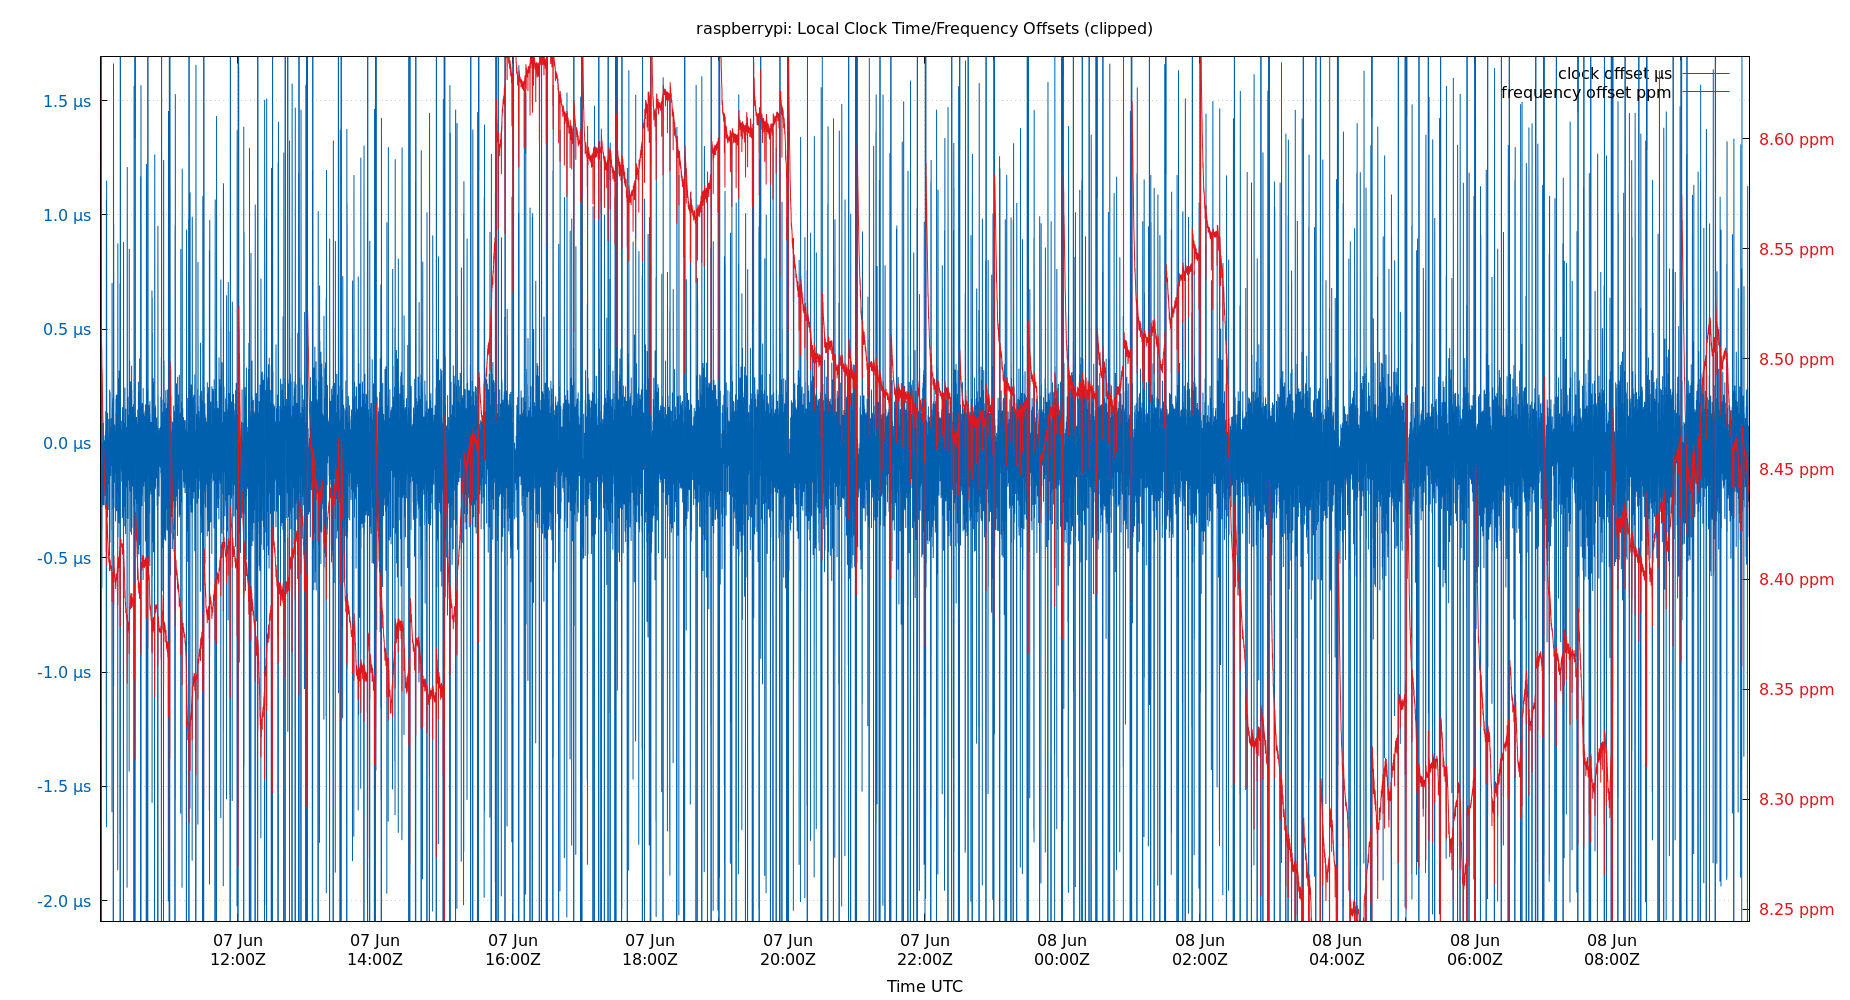 raspberrypi: Local Clock Time/Frequency Offsets (clipped)
clock offset µs
frequency offset ppm
1.5 µs
1.0 µs
0.5 µs
0.0 µs
-0.5 µs
-1.0 µs
-1.5 µs
-2.0 µs
8.60 ppm
8.55 ppm
8.50 ppm
8.45 ppm
8.40 ppm
8.35 ppm
8.30 ppm
8.25 ppm
07 Jun 07 Jun 07 Jun 07 Jun 07 Jun 07 Jun 08 Jun 08 Jun 08 Jun 08 Jun 08 Jun
12:00Z 14:00Z 16:00Z 18:00Z 20:00Z 22:00Z 00:00Z 02:00Z 04:00Z 06:00Z 08:00Z
Time UTC